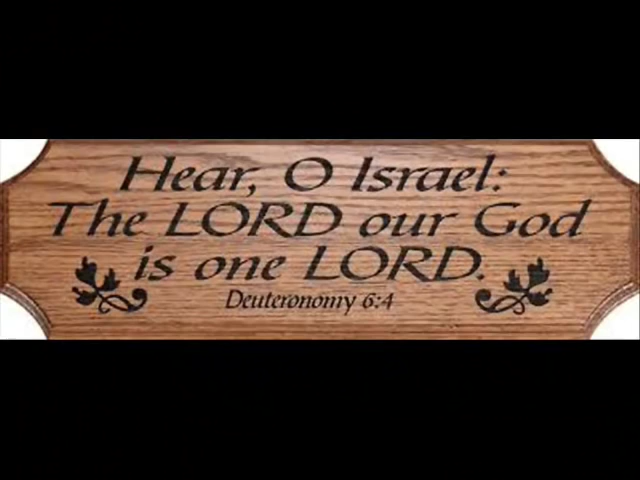 Hear, O Israel:
The LORD our God
is one LORD.
Deuteronomy 6:4